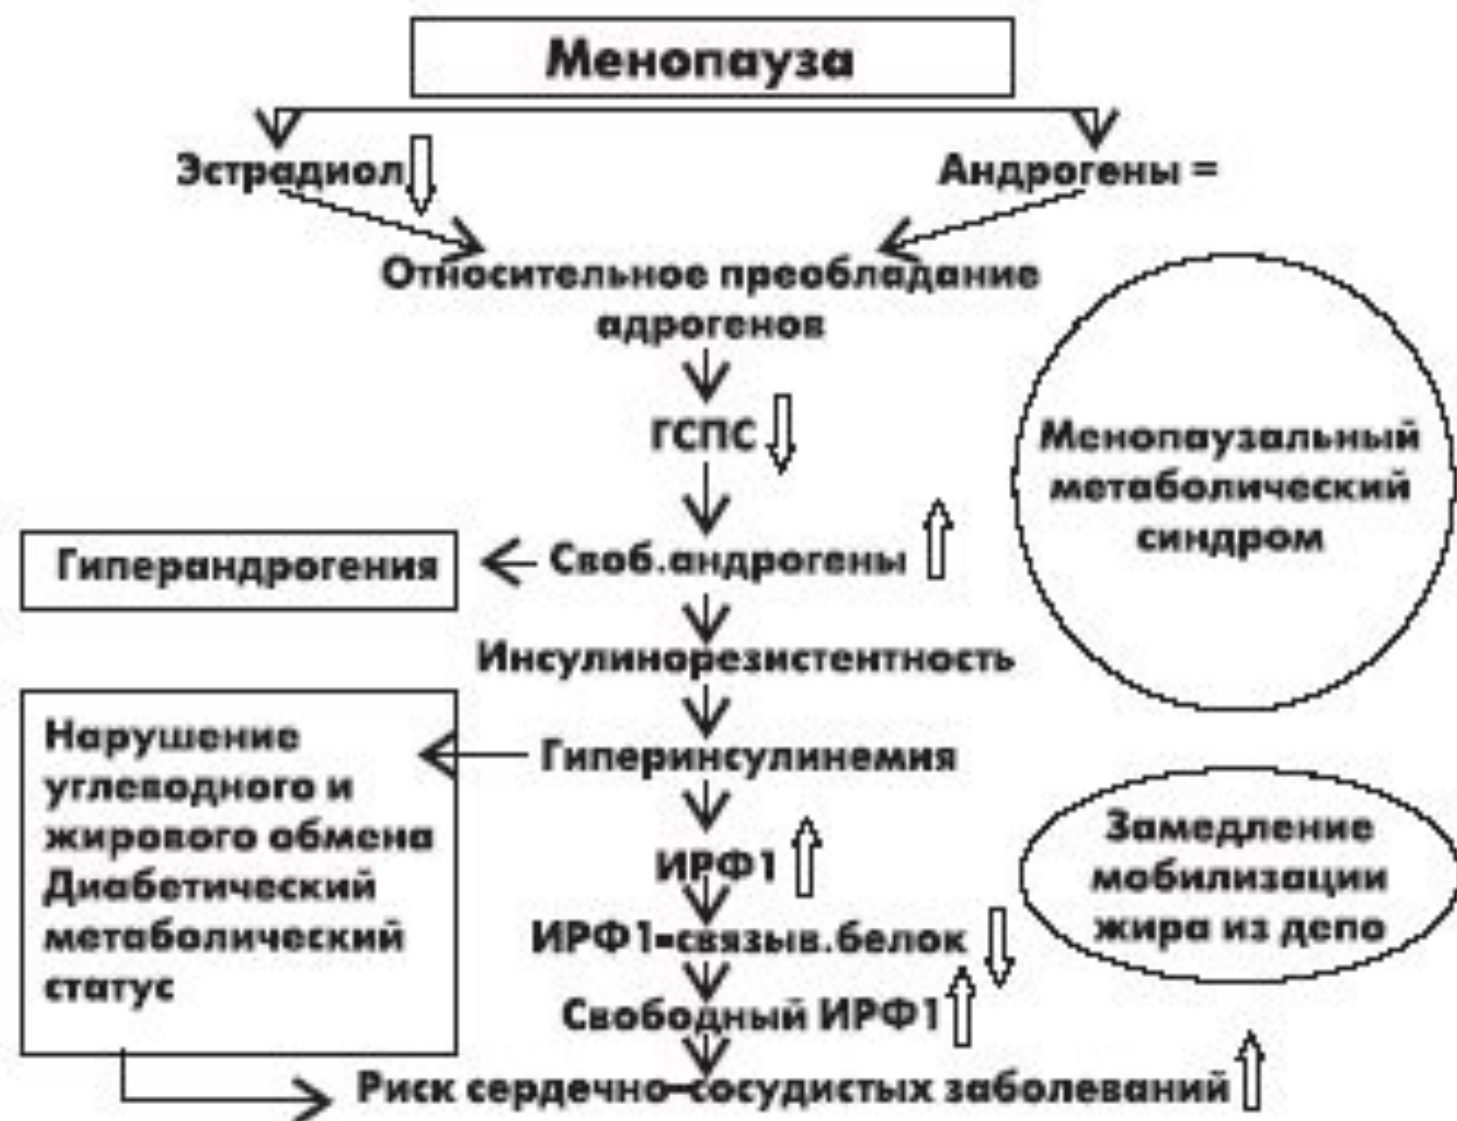 Менопауза
Эстрадиол
Андрогены =
Относительное преобладание
адрогенов
ГСПС
Менопаузальный
метаболический
синдром
Гиперандрогения
Своб.андрогены
Инсулинорезистентность
Нарушение
углеводного и
жирового обмена
Диабетический
метаболический
статус
Гиперинсулинемия
ИРФ1
ИРФ1=связыв.белок
Свободный ИРФ1
Замедление
мобилизации
жира из депо
Риск сердечно-сосудистых заболеваний